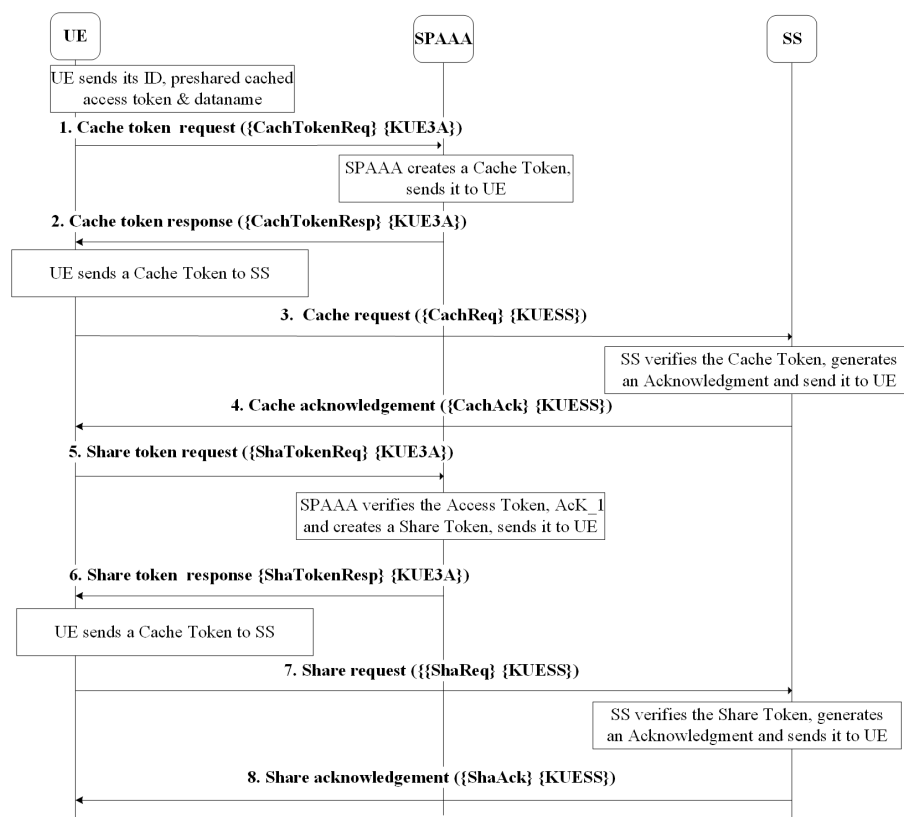 UE
SPAAA
SS
UE sends its ID, preshared cached
access token & dataname
1. Cache token request ({CachTokenReq} {KUE3A})
SPAAA creates a Cache Token,
sends it to UE
2. Cache token response ({CachTokenResp} {KUE3A})
UE sends a Cache Token to SS
3. Cache request ({CachReq} {KUESS})
SS verifies the Cache Token, generates
an Acknowledgment and send it to UE
4. Cache acknowledgement ({CachAck} {KUESS})
5. Share token request ({ShaTokenReq} {KUE3A})
SPAAA verifies the Access Token, AcK_1
and creates a Share Token, sends it to UE
6. Share token response {ShaTokenResp} {KUE3A})
UE sends a Cache Token to SS
7. Share request ({{ShaReq} {KUESS})
SS verifies the Share Token, generates
an Acknowledgment and sends it to UE
8. Share acknowledgement ({ShaAck} {KUESS})